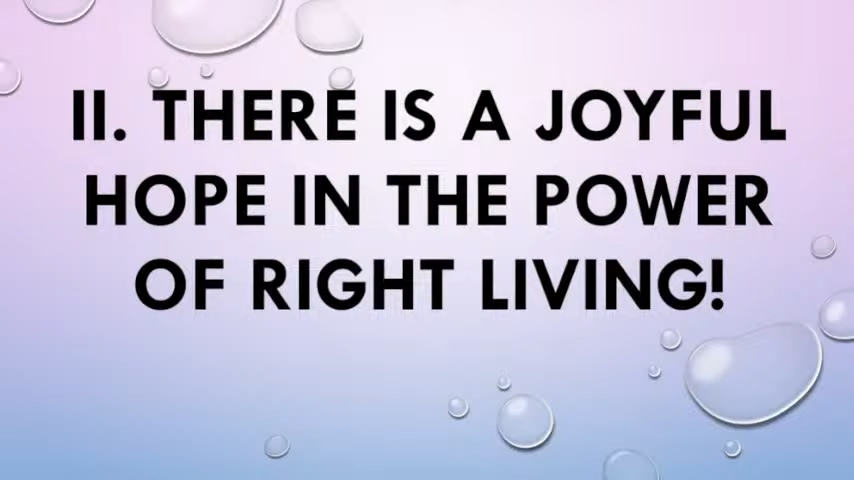 II. THERE IS A JOYFUL
HOPE IN THE POWER
OF RIGHT LIVING!